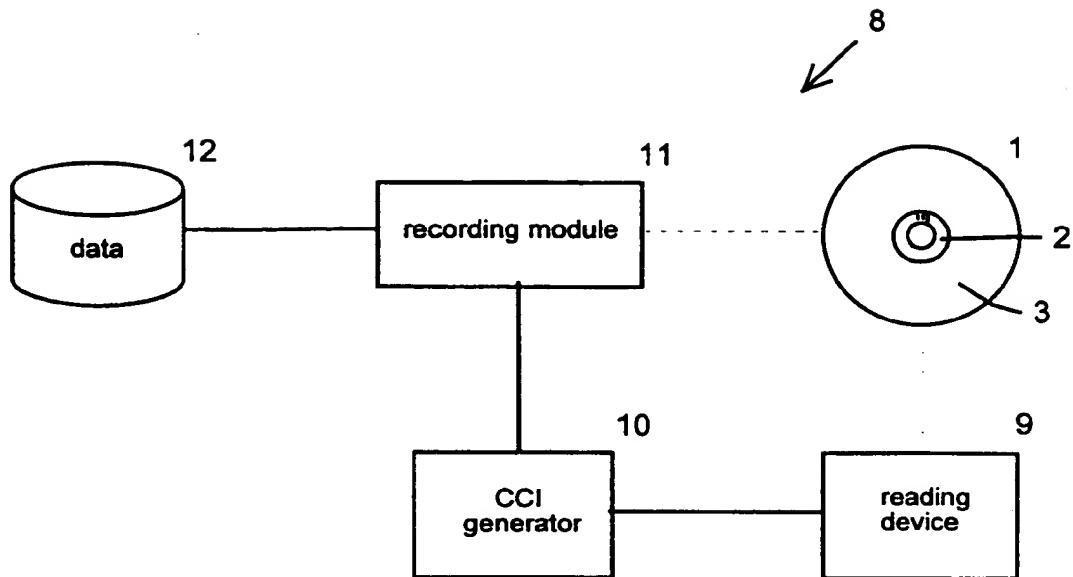 8
12
11
1
data
recording module
2
3
10
9
CCI
generator
reading
device